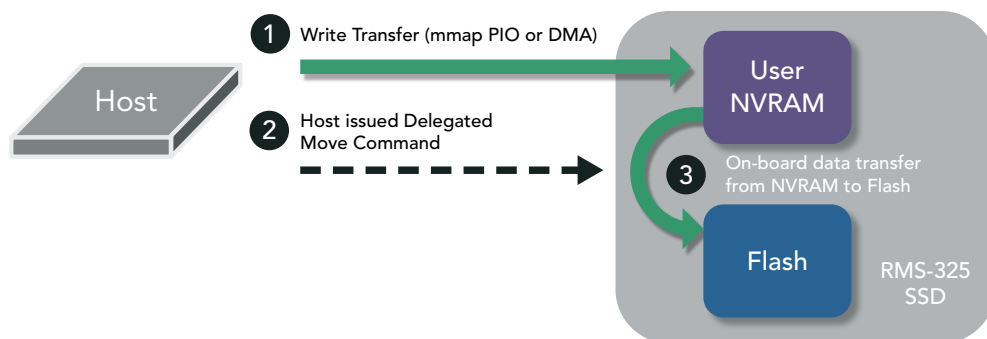 1
Write Transfer (mmap PIO or DMA)
Host
User
NVRAM
2
Host issued Delegated
Move Command
3
On-board data transfer
from NVRAM to Flash
Flash
RMS-325
SSD